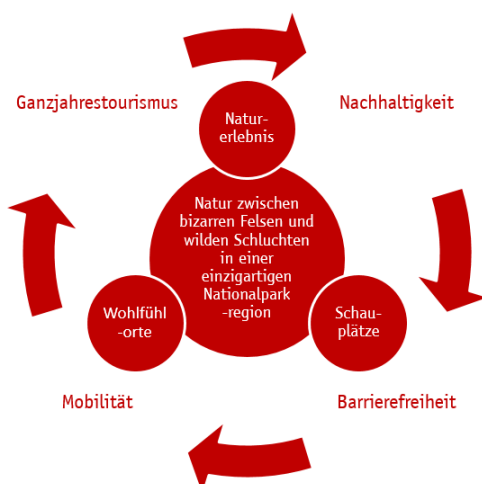 Ganzjahrestourismus
Nachhaltigkeit
Natur-
erlebnis
Natur zwischen
bizarren Felsen und
wilden Schluchten
in einer
einzigartigen
Nationalpark
-region
Wohlfühl
-orte
Schau-
plätze
Mobilität
Barrierefreiheit